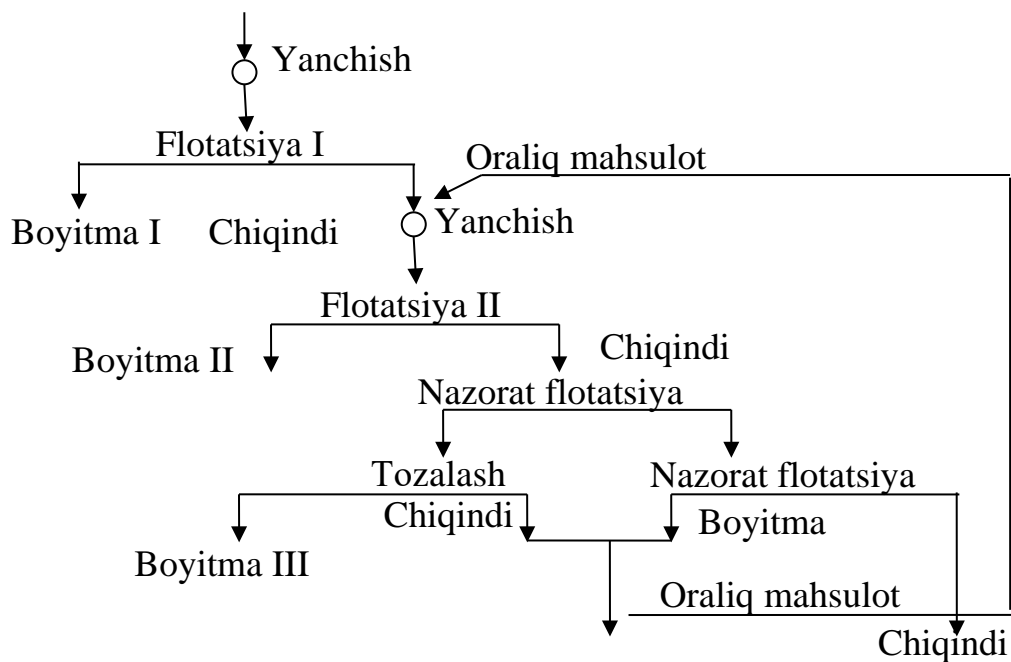 Yanchish
Flotatsiya I
Oraliq mahsulot
Boyitma I
Chiqindi
Yanchish
Flotatsiya II
Chiqindi
Boyitma II
Nazorat flotatsiya
Tozalash
Nazorat flotatsiya
Chiqindi
Boyitma
Boyitma III
Oraliq mahsulot
Chiqindi